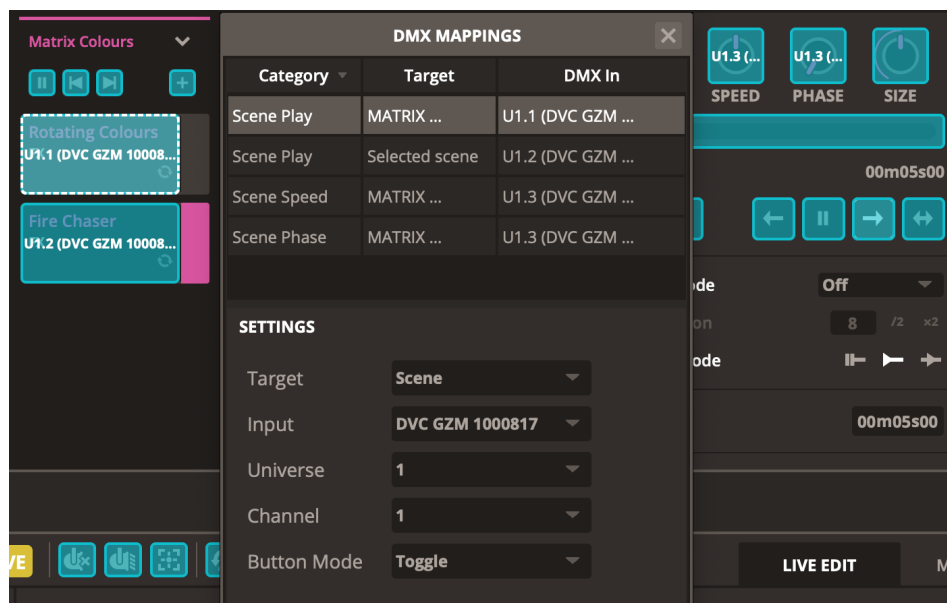 Matrix Colours
Rotating Colours
U1.1 (DVC GZM 10008...
Fire Chaser
U1.2 (DVC GZM 10008...
DMX MAPPINGS
Category Target DMX In
Scene Play MATRIX ... U1.1 (DVC GZM ...
Scene Play Selected scene U1.2 (DVC GZM ...
Scene Speed MATRIX ... U1.3 (DVC GZM ...
Scene Phase MATRIX ... U1.3 (DVC GZM ...
SETTINGS
Target Scene
Input DVC GZM 1000817
Universe 1
Channel 1
Button Mode Toggle
U1.3 (... U1.3 (...
SPEED PHASE SIZE
00m05s00
ode Off
on 8 /2 x2
ode
00m05s00
VE
LIVE EDIT M